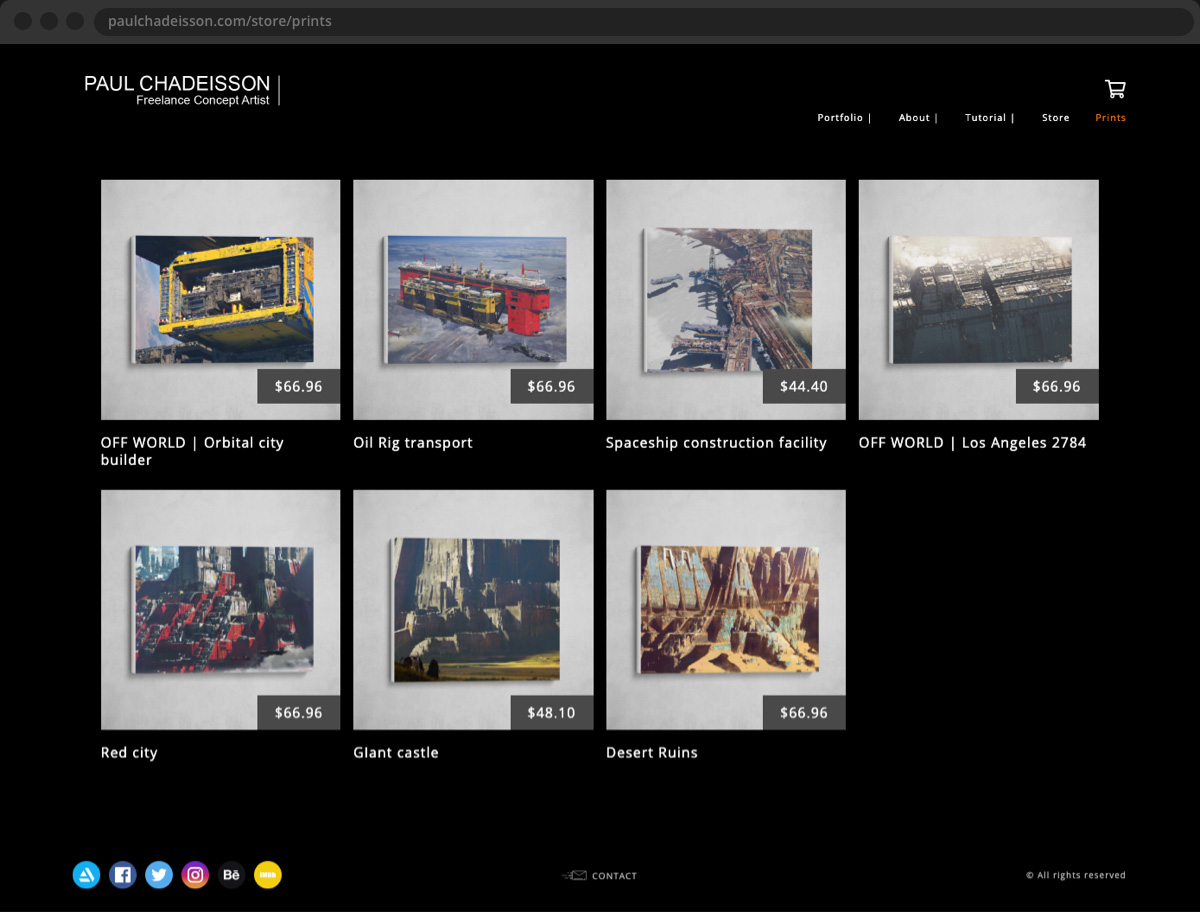 paulchadeisson.com/store/prints
PAUL CHADEISSON
Freelance Concept Artist
Portfolio | About | Tutorial | Store Prints
$66.96 $66.96 $44.40 $66.96
OFF WORLD | Orbital city builder
Oil Rig transport
Spaceship construction facility
OFF WORLD | Los Angeles 2784
$66.96 $48.10 $66.96
Red city
GIant castle
Desert Ruins
Bē
IMDb
CONTACT
© All rights reserved